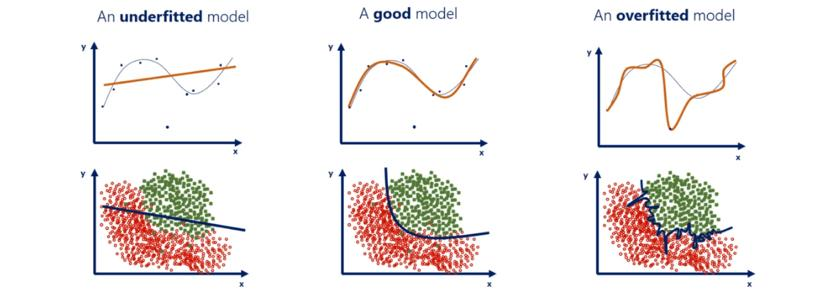 An underfitted model
A good model
An overfitted model
y
x
y
x
y
x
y
x
y
x
y
x